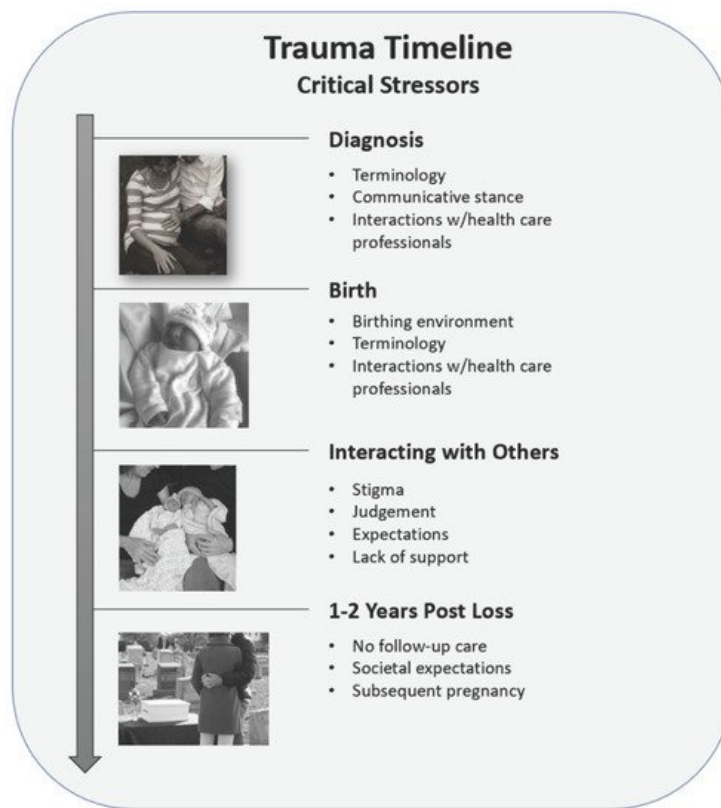 Trauma Timeline
Critical Stressors
Diagnosis
• Terminology
• Communicative stance
• Interactions w/health care
professionals
Birth
• Birthing environment
• Terminology
• Interactions w/health care
professionals
Interacting with Others
• Stigma
• Judgement
• Expectations
• Lack of support
1-2 Years Post Loss
• No follow-up care
• Societal expectations
• Subsequent pregnancy